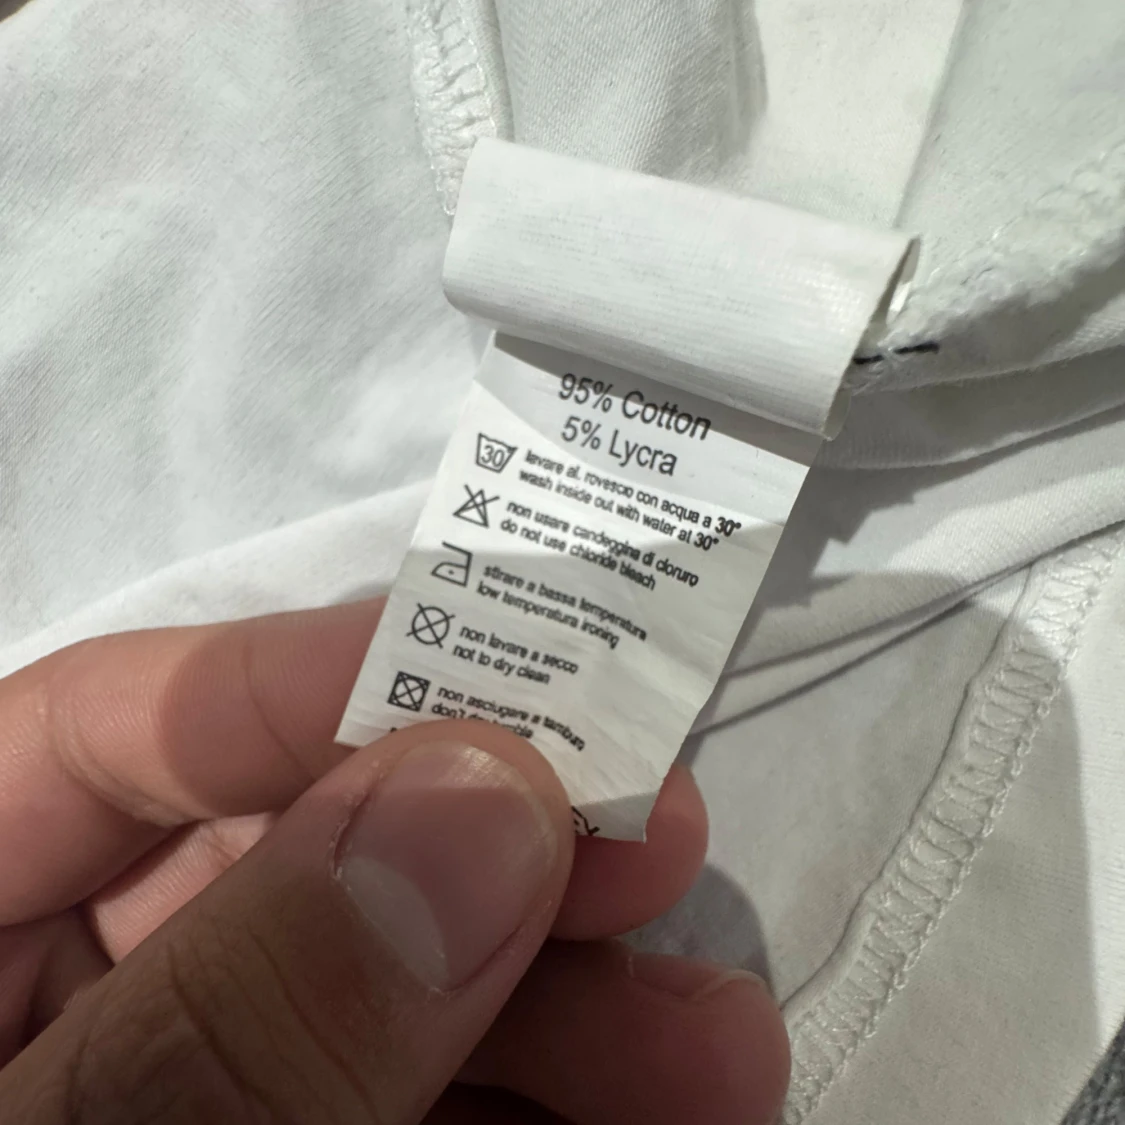 95% Cotton
5% Lycra
30
lavare al. rovescio con acqua a 30°
wash inside out with water at 30°
non usare candeggina di cloruro
do not use chloride bleach
stirare a bassa temperatura
low temperatura ironing
non lavare a secco
not to dry clean
non asciugare a tamburo
don't